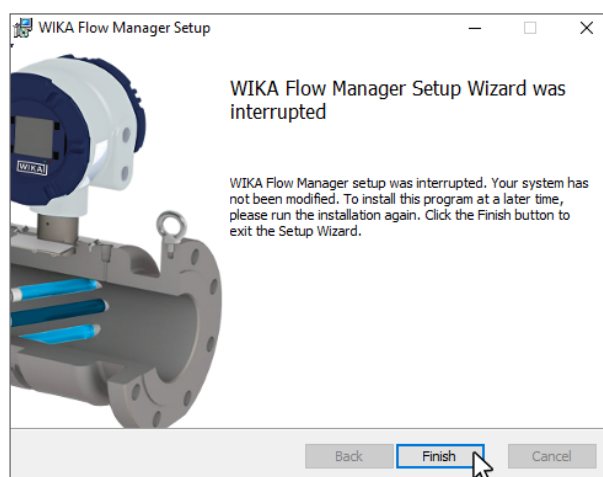 WIKA Flow Manager Setup
WIKA Flow Manager Setup Wizard was
interrupted
WIKA
WIKA Flow Manager setup was interrupted. Your system has
not been modified. To install this program at a later time,
please run the installation again. Click the Finish button to
exit the Setup Wizard.
Back Finish Cancel